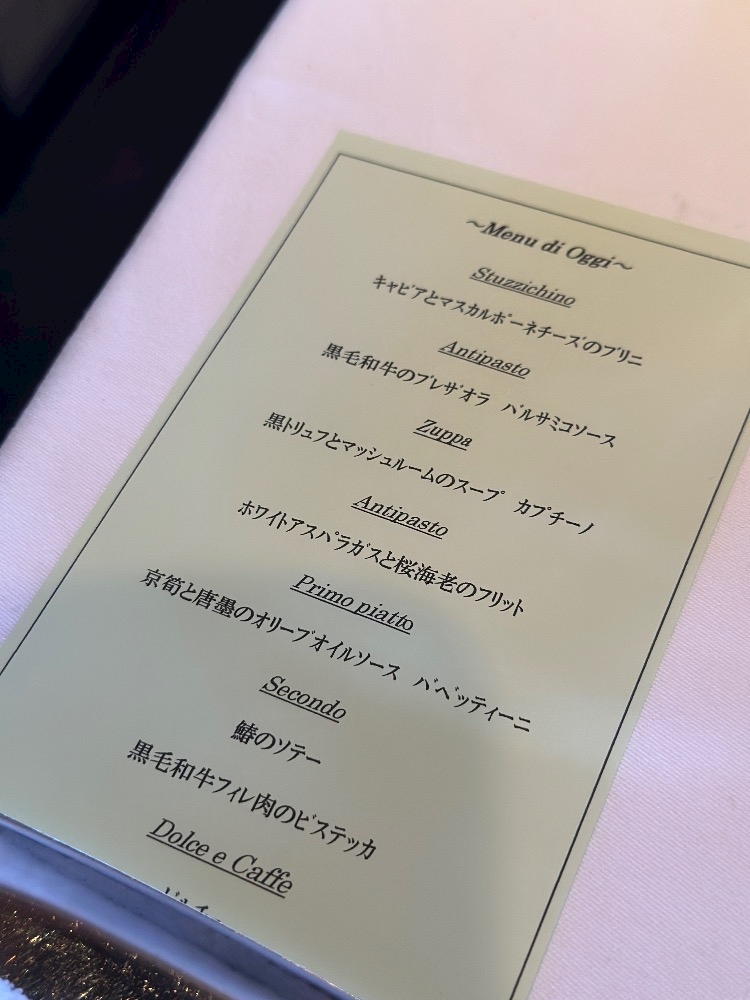 ～Menu di Oggi～
Stuzzichino
キャビアとマスカルポーネチーズのブリニ
Antipasto
黒毛和牛のブレザオラ　バルサミコソース
Zuppa
黒トリュフとマッシュルームのスープ　カプチーノ
Antipasto
ホワイトアスパラガスと桜海老のフリット
Primo piatto
京筍と唐墨のオリーブオイルソース　バベッティーニ
Secondo
鰆のソテー
黒毛和牛フィレ肉のビステッカ
Dolce e Caffe